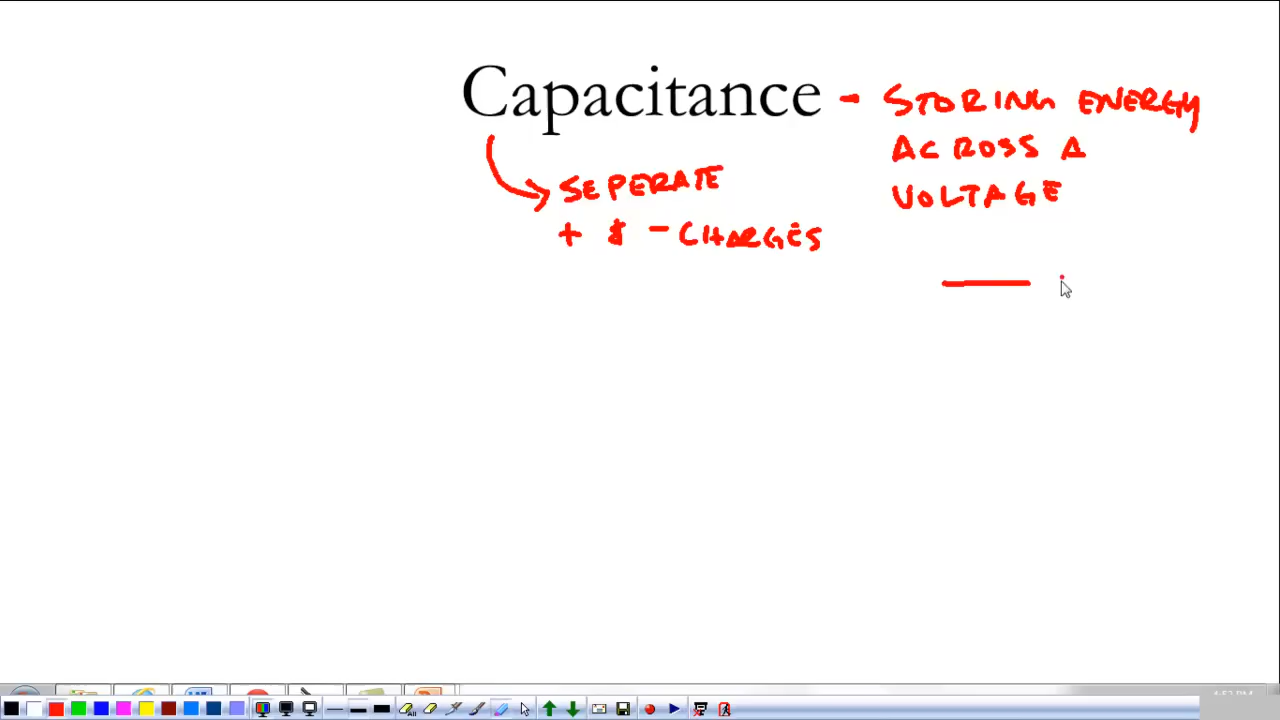 Capacitance - STORING ENERGY
ACROSS A
VOLTAGE
SEPERATE
+ & - CHARGES